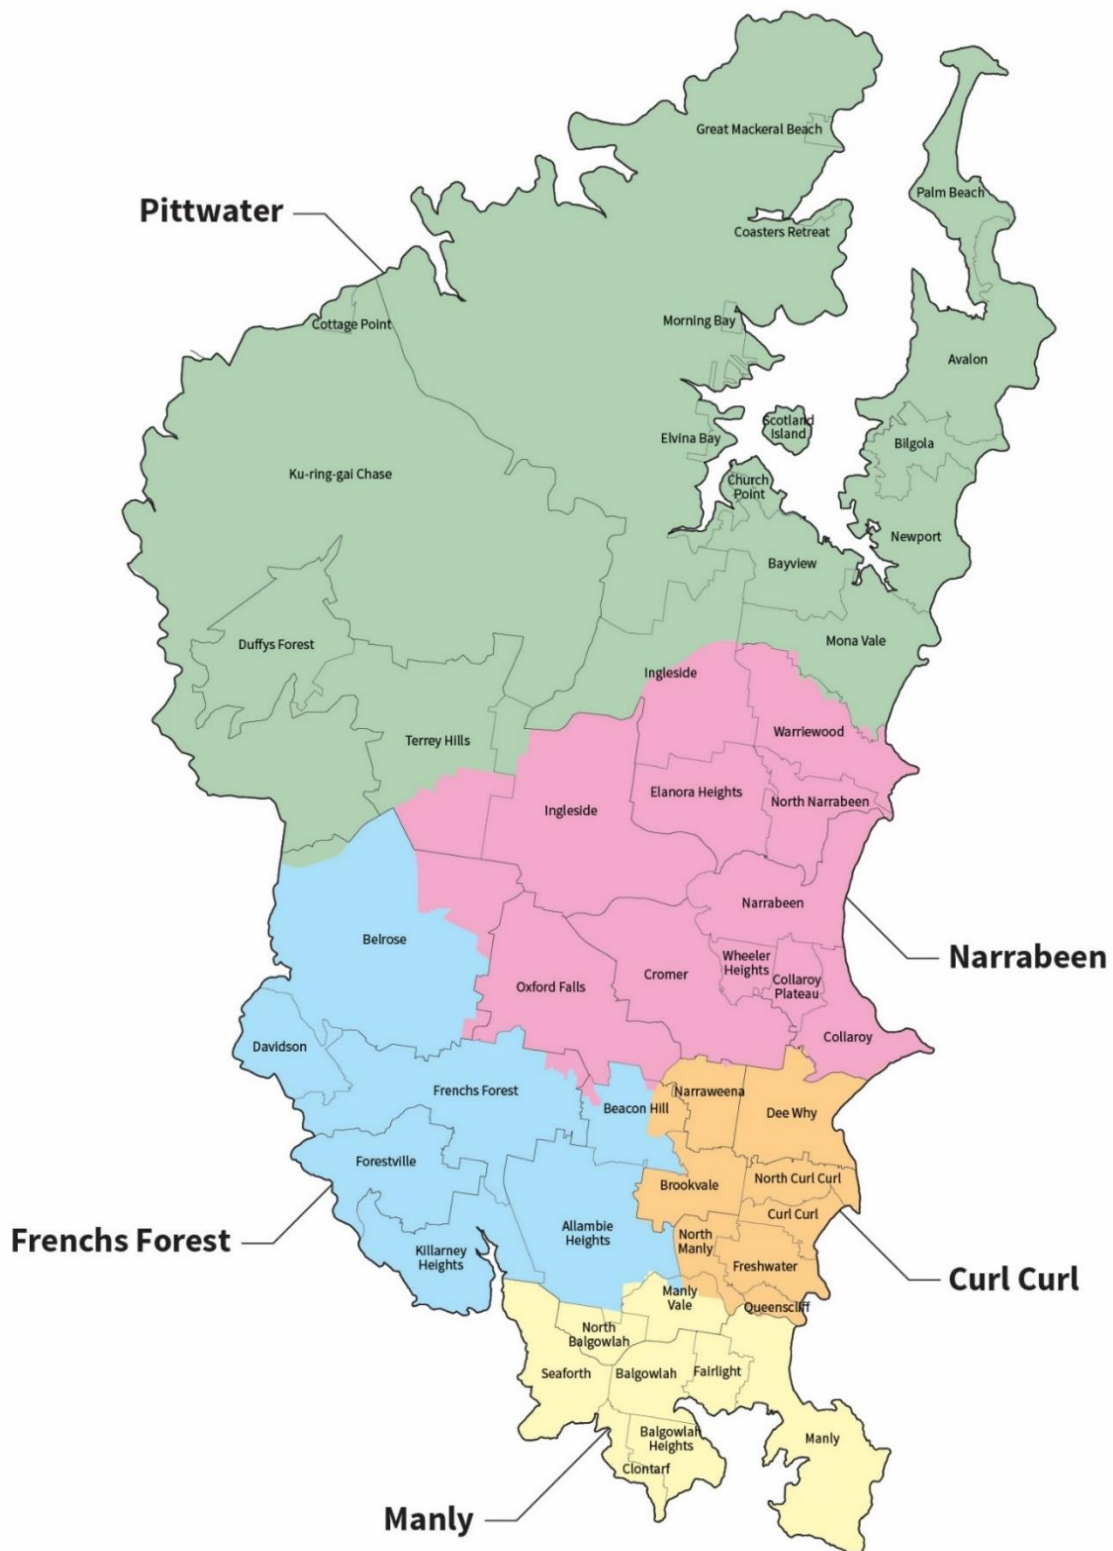 Great Mackeral Beach
Palm Beach
Pittwater
Coasters Retreat
Morning Bay
Cottage Point
Avalon
Scotland
Island
Elvina Bay
Bilgola
Ku-ring-gai Chase
Church
Point
Newport
Bayview
Duffys Forest
Mona Vale
Ingleside
Warriewood
Terrey Hills
Elanora Heights
North Narrabeen
Ingleside
Narrabeen
Belrose
Narrabeen
Wheeler
Heights
Cromer
Collaroy
Plateau
Oxford Falls
Collaroy
Davidson
Frenchs Forest
Narraweena
Beacon Hill
Dee Why
Forestville
North Curl Curl
Brookvale
Curl Curl
Allambie
Heights
North
Manly
Frenchs Forest
Killarney
Heights
Freshwater
Curl Curl
Manly
Vale
Queenscliff
North
Balgowlah
Seaforth
Balgowlah
Fairlight
Balgowlah
Heights
Manly
Clontarf
Manly